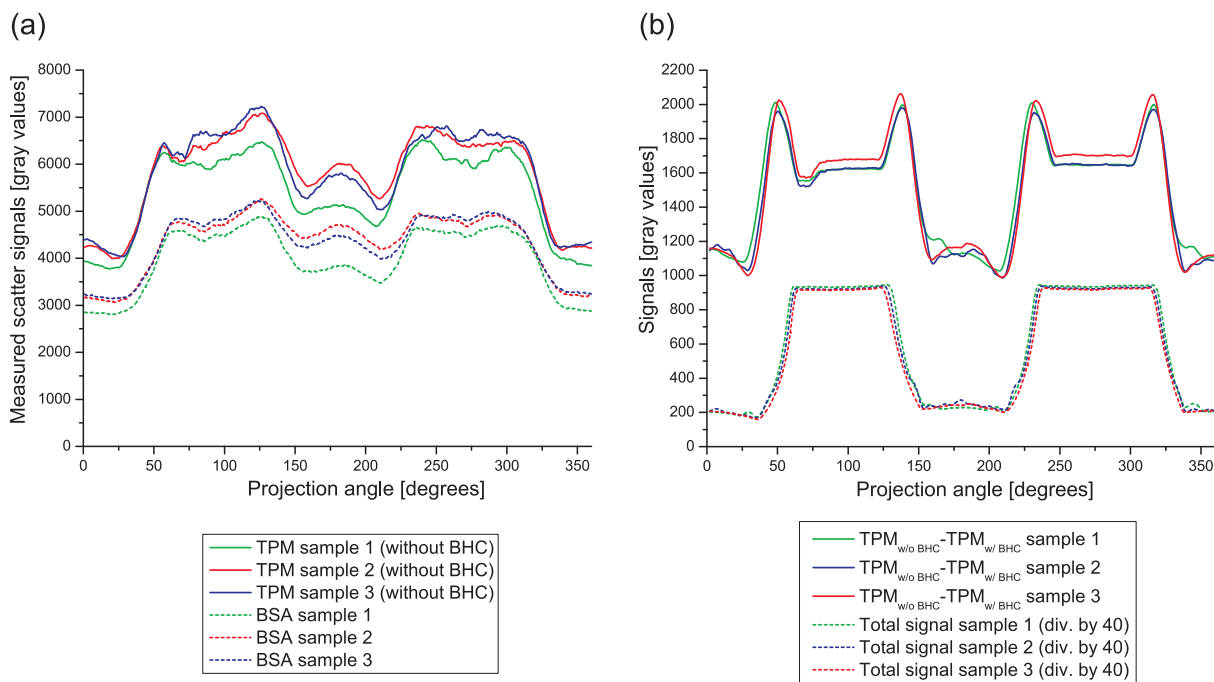 (a)
Measured scatter signals [gray values]
8000
7000
6000
5000
4000
3000
2000
1000
0
0 50 100 150 200 250 300 350
Projection angle [degrees]
TPM sample 1 (without BHC)
TPM sample 2 (without BHC)
TPM sample 3 (without BHC)
BSA sample 1
BSA sample 2
BSA sample 3
(b)
Signals [gray values]
2200
2000
1800
1600
1400
1200
1000
800
600
400
200
0
0 50 100 150 200 250 300 350
Projection angle [degrees]
TPMw/o BHC-TPMw/ BHC sample 1
TPMw/o BHC-TPMw/ BHC sample 2
TPMw/o BHC-TPMw/ BHC sample 3
Total signal sample 1 (div. by 40)
Total signal sample 2 (div. by 40)
Total signal sample 3 (div. by 40)